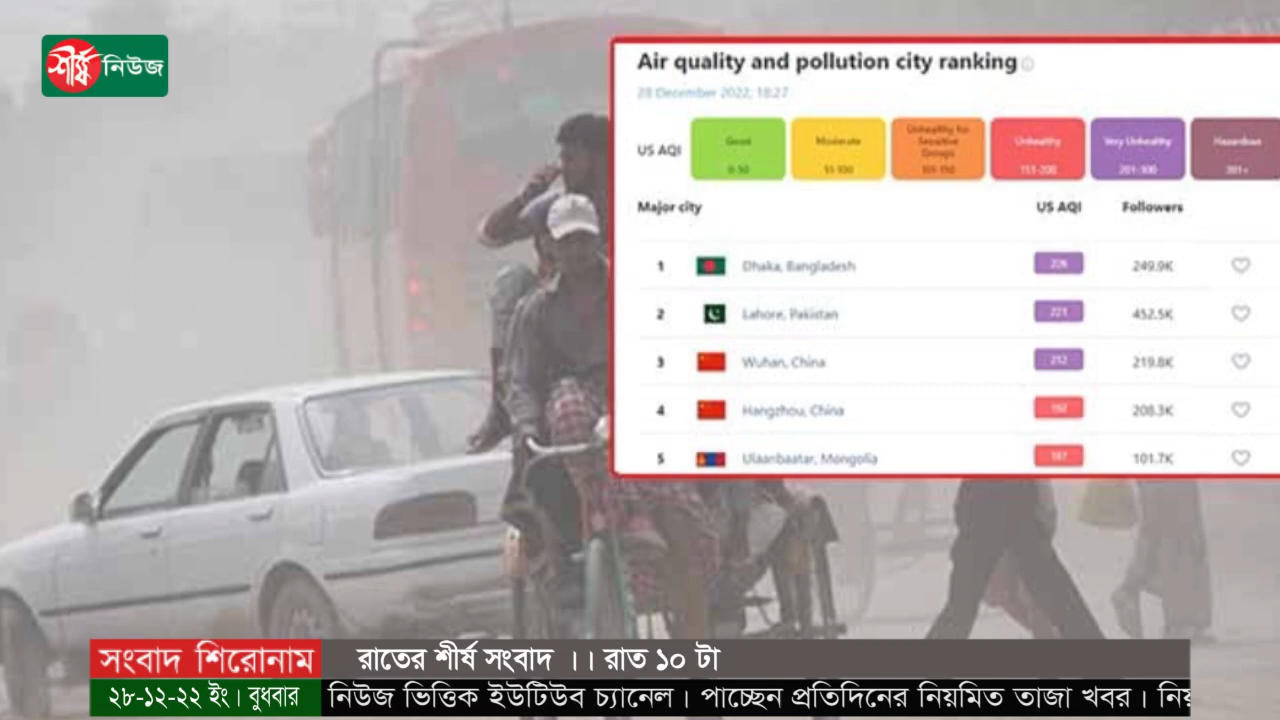 শীর্ষ নিউজ
Air quality and pollution city ranking
28 December 2022, 18:27
US AQI
Good 0-50
Moderate 51-100
Unhealthy for Sensitive Groups 101-150
Unhealthy 151-200
Very Unhealthy 201-300
Hazardous 301+
Major city US AQI Followers
1 Dhaka, Bangladesh 226 249.9K
2 Lahore, Pakistan 221 452.5K
3 Wuhan, China 212 219.8K
4 Hangzhou, China 208.3K
5 Ulaanbaatar, Mongolia 187 101.7K
সংবাদ শিরোনাম রাতের শীর্ষ সংবাদ ।। রাত ১০ টা
২৮-১২-২২ ইং। বুধবার নিউজ ভিত্তিক ইউটিউব চ্যানেল। পাচ্ছেন প্রতিদিনের নিয়মিত তাজা খবর।